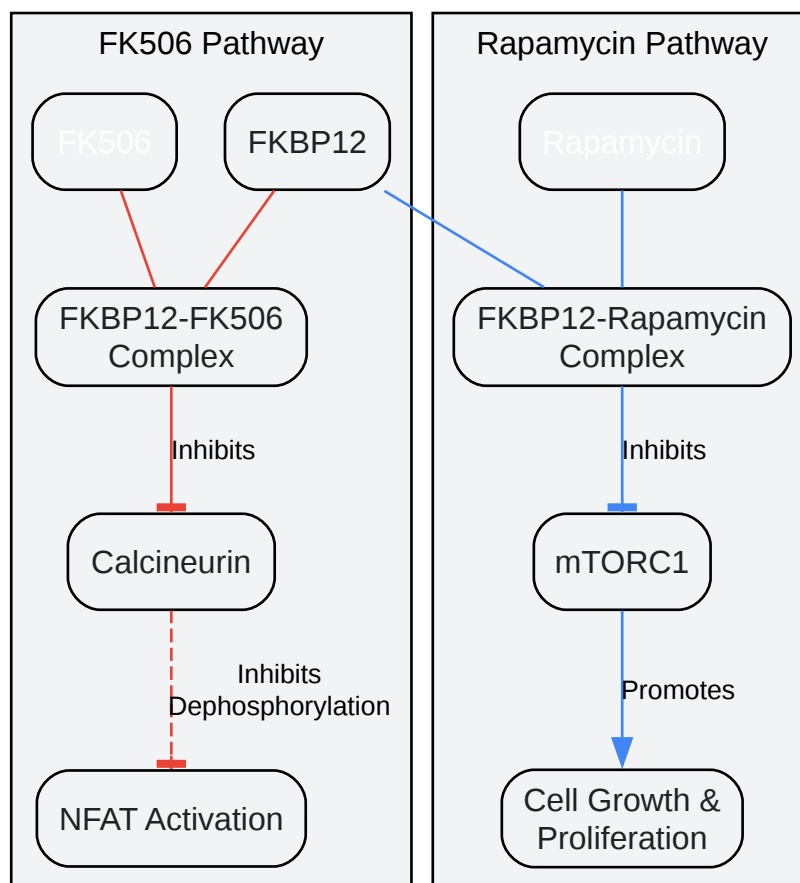 FK506 Pathway
FK506
FKBP12
FKBP12-FK506
Complex
Inhibits
Calcineurin
Inhibits
Dephosphorylation
NFAT Activation
Rapamycin Pathway
Rapamycin
FKBP12-Rapamycin
Complex
Inhibits
mTORC1
Promotes
Cell Growth &
Proliferation